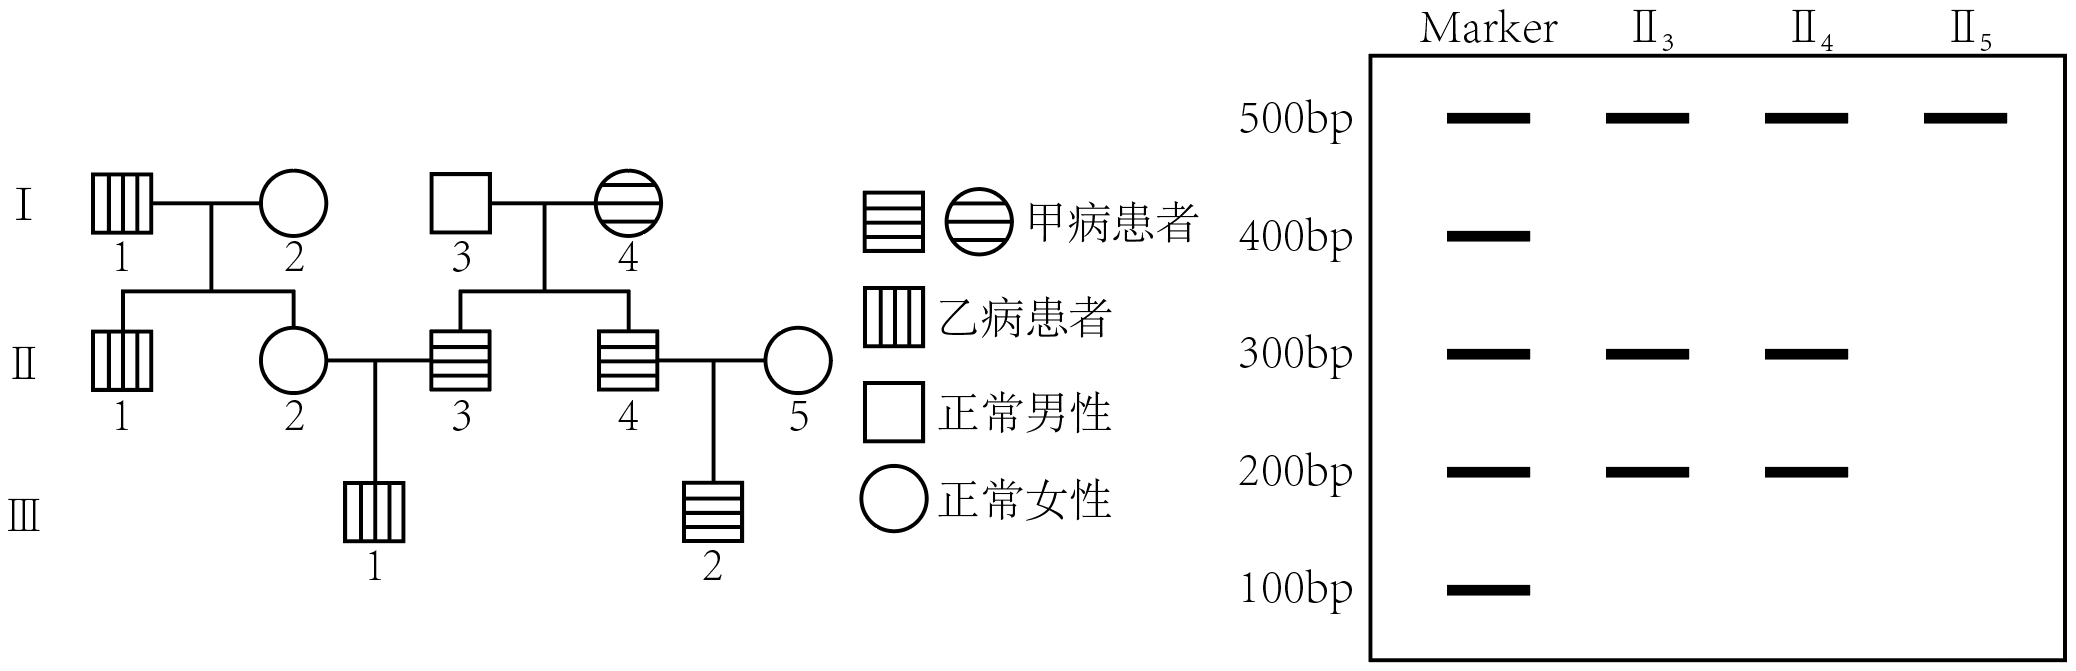 Ⅰ
1 2 3 4
Ⅱ
1 2 3 4 5
Ⅲ
1 2
甲病患者
乙病患者
正常男性
正常女性
Marker Ⅱ3 Ⅱ4 Ⅱ5
500bp
400bp
300bp
200bp
100bp